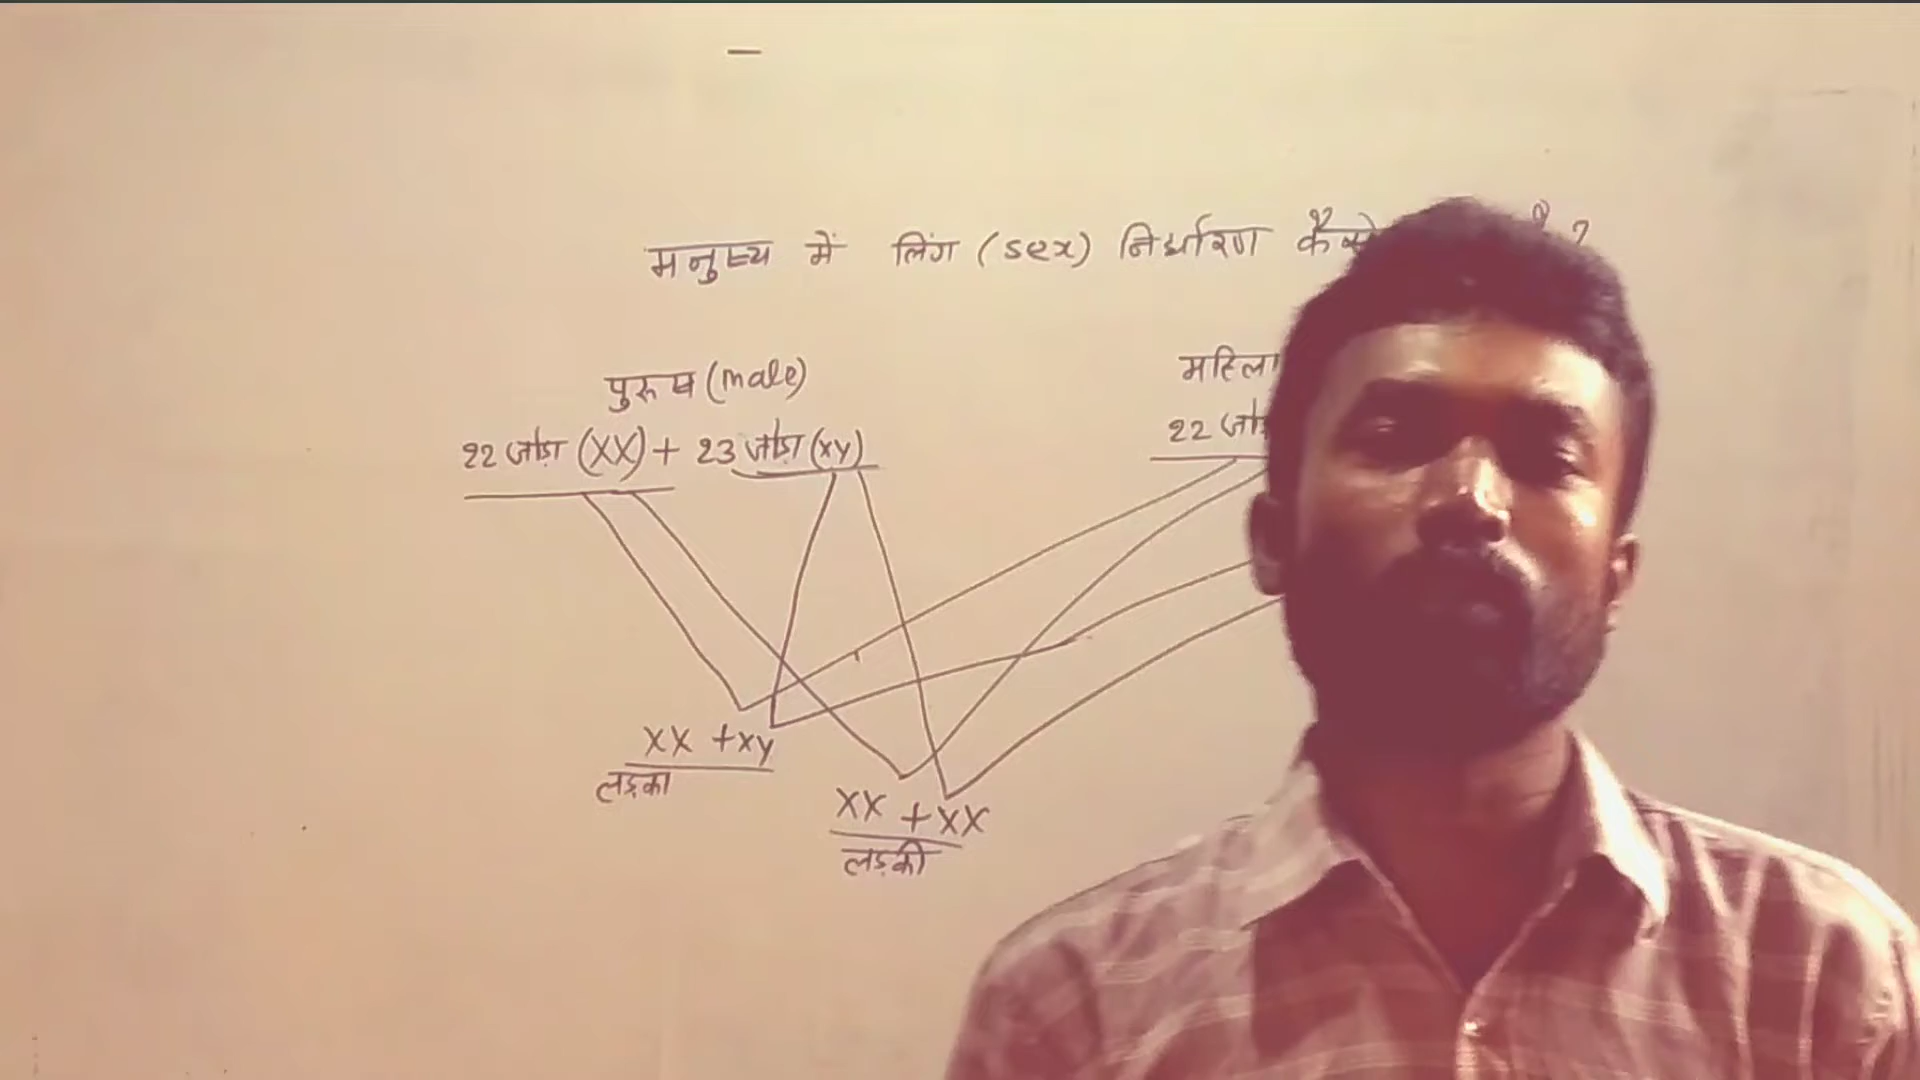 मनुष्य में लिंग (sex) निर्धारण कैसे ?
पुरूष (male)
22 जोड़ा (XX) + 23 जोड़ा (xy)
महिला
22 जोड़
XX + xy
लड़का
XX + XX
लड़की